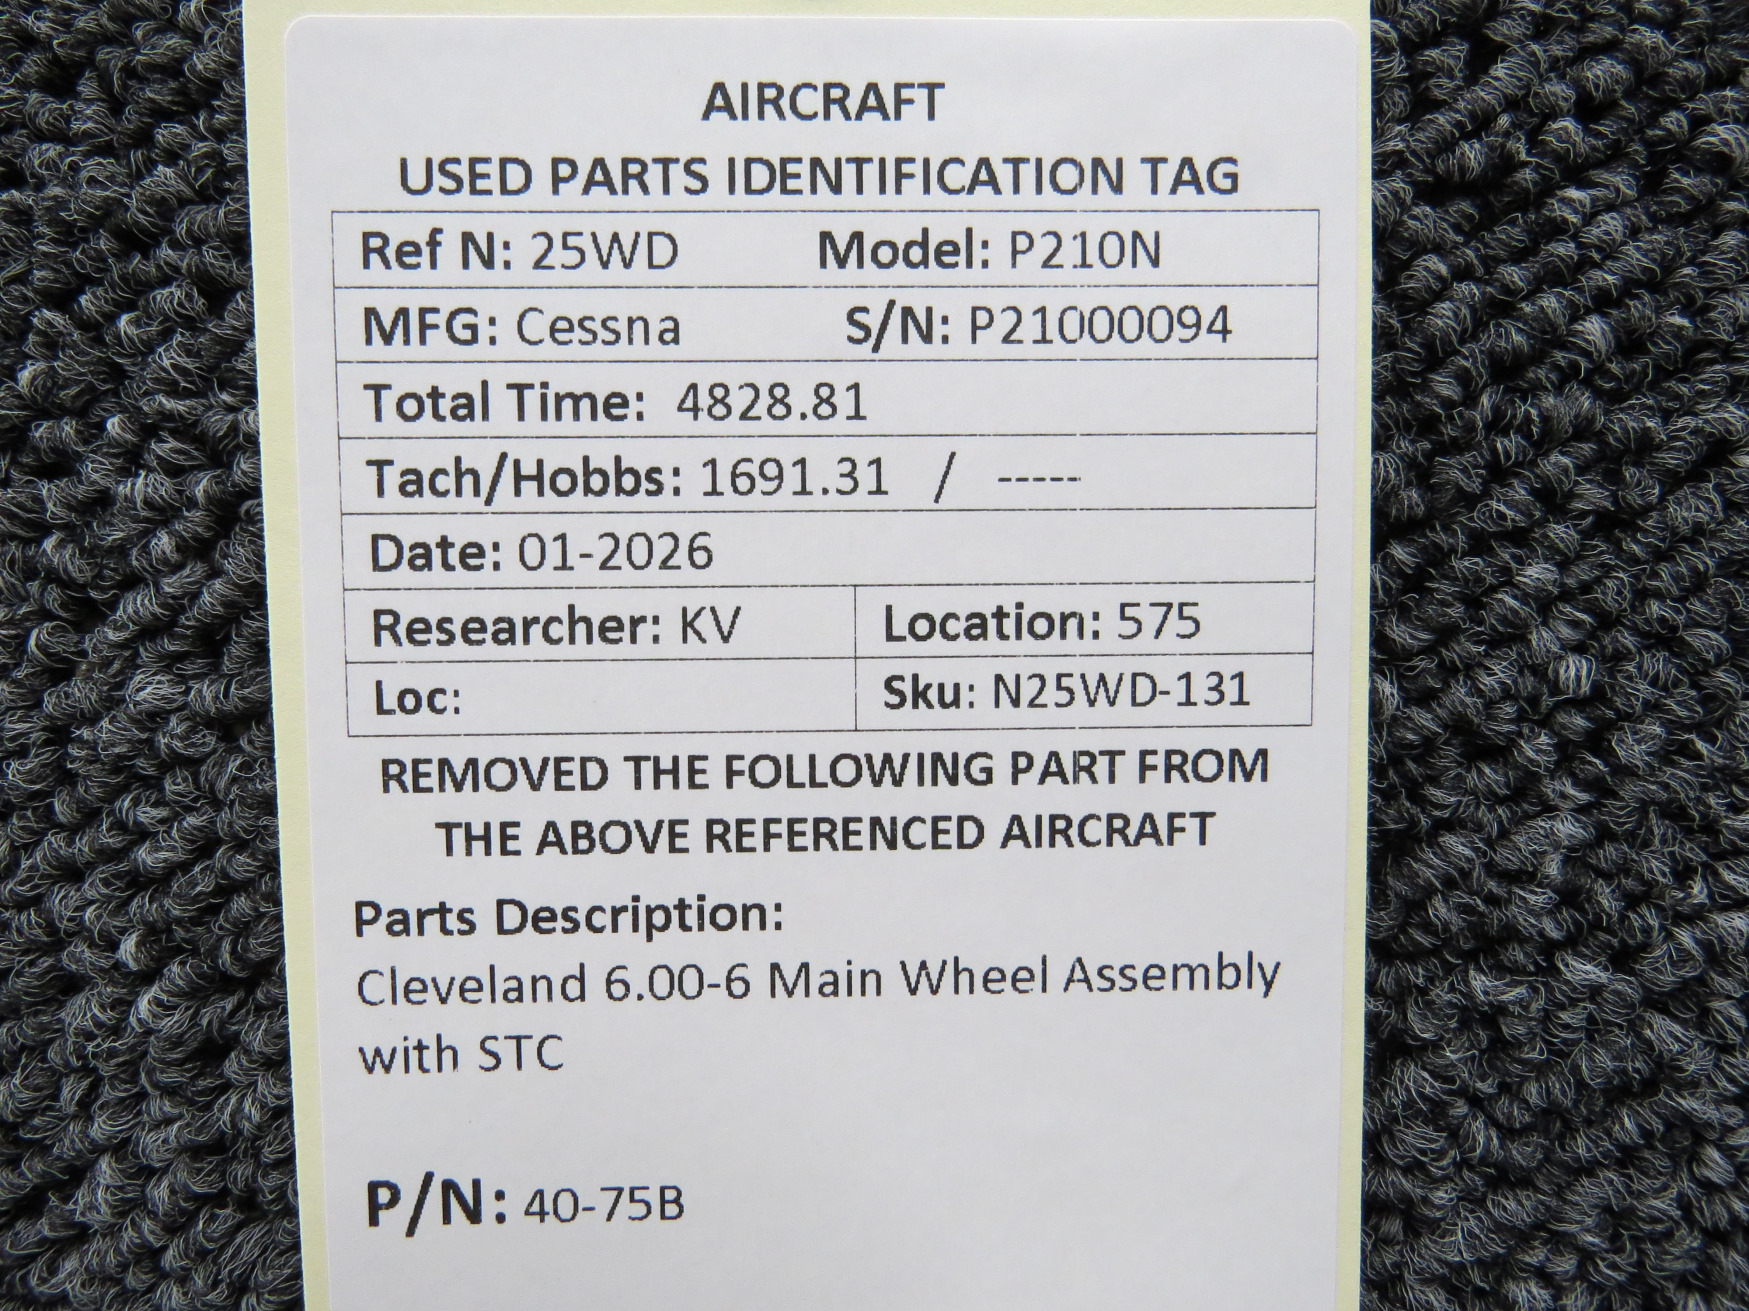 AIRCRAFT
USED PARTS IDENTIFICATION TAG
Ref N: 25WD Model: P210N
MFG: Cessna S/N: P21000094
Total Time: 4828.81
Tach/Hobbs: 1691.31 / -----
Date: 01-2026
Researcher: KV Location: 575
Loc: Sku: N25WD-131
REMOVED THE FOLLOWING PART FROM
THE ABOVE REFERENCED AIRCRAFT
Parts Description:
Cleveland 6.00-6 Main Wheel Assembly
with STC
P/N: 40-75B